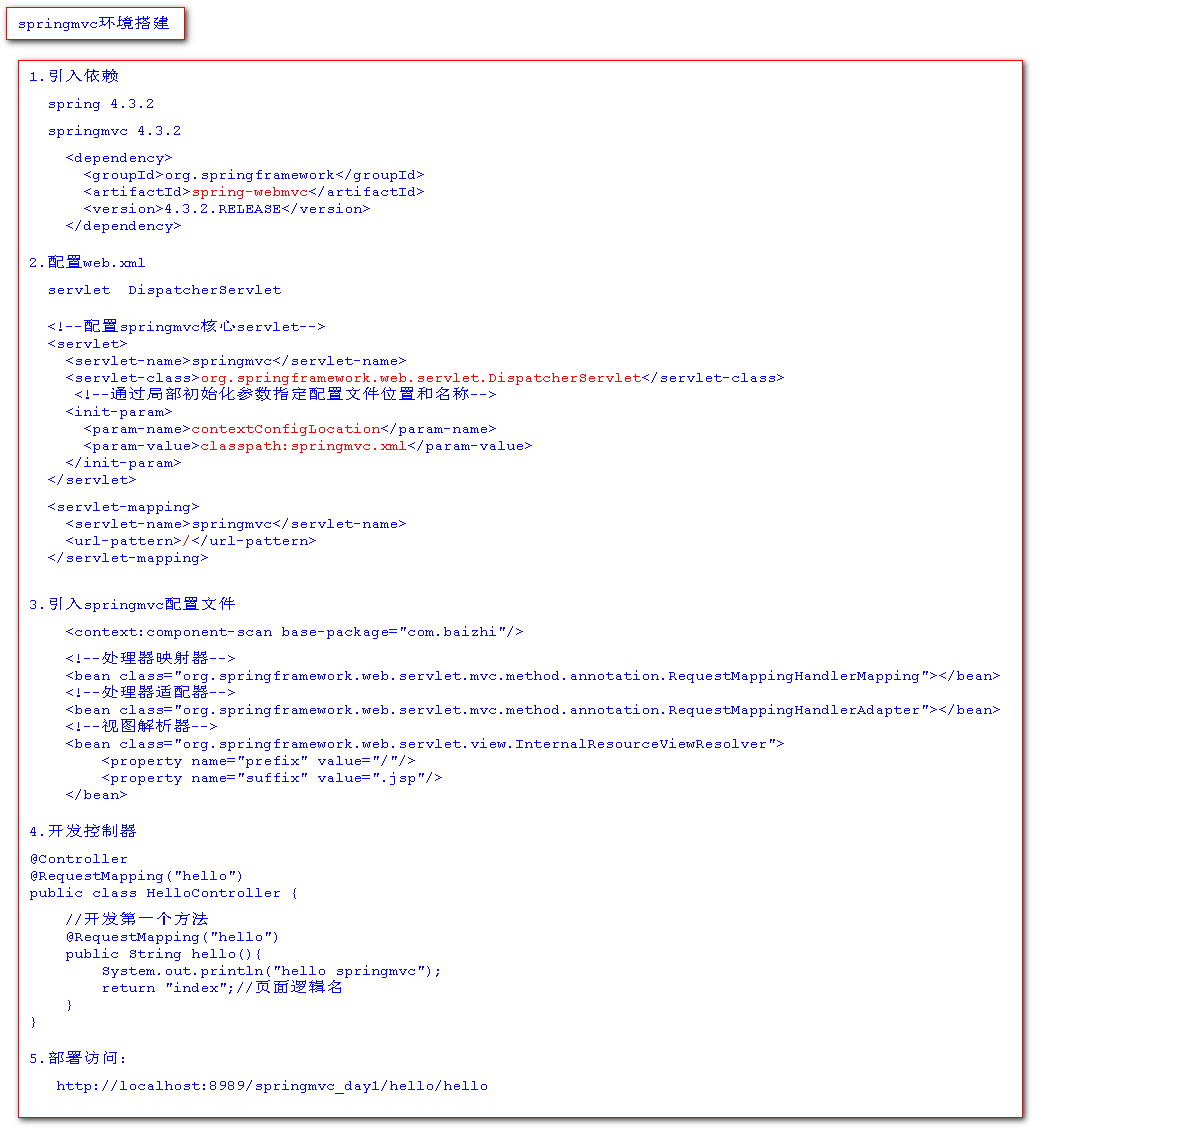 springmvc环境搭建
1.引入依赖
spring 4.3.2
springmvc 4.3.2
<dependency>
<groupId>org.springframework</groupId>
<artifactId>spring-webmvc</artifactId>
<version>4.3.2.RELEASE</version>
</dependency>
2.配置web.xml
servlet  DispatcherServlet
<!--配置springmvc核心servlet-->
<servlet>
<servlet-name>springmvc</servlet-name>
<servlet-class>org.springframework.web.servlet.DispatcherServlet</servlet-class>
<!--通过局部初始化参数指定配置文件位置和名称-->
<init-param>
<param-name>contextConfigLocation</param-name>
<param-value>classpath:springmvc.xml</param-value>
</init-param>
</servlet>
<servlet-mapping>
<servlet-name>springmvc</servlet-name>
<url-pattern>/</url-pattern>
</servlet-mapping>
3.引入springmvc配置文件
<context:component-scan base-package="com.baizhi"/>
<!--处理器映射器-->
<bean class="org.springframework.web.servlet.mvc.method.annotation.RequestMappingHandlerMapping"></bean>
<!--处理器适配器-->
<bean class="org.springframework.web.servlet.mvc.method.annotation.RequestMappingHandlerAdapter"></bean>
<!--视图解析器-->
<bean class="org.springframework.web.servlet.view.InternalResourceViewResolver">
<property name="prefix" value="/"/>
<property name="suffix" value=".jsp"/>
</bean>
4.开发控制器
@Controller
@RequestMapping("hello")
public class HelloController {
//开发第一个方法
@RequestMapping("hello")
public String hello(){
System.out.println("hello springmvc");
return "index";//页面逻辑名
}
}
5.部署访问:
http://localhost:8989/springmvc_day1/hello/hello